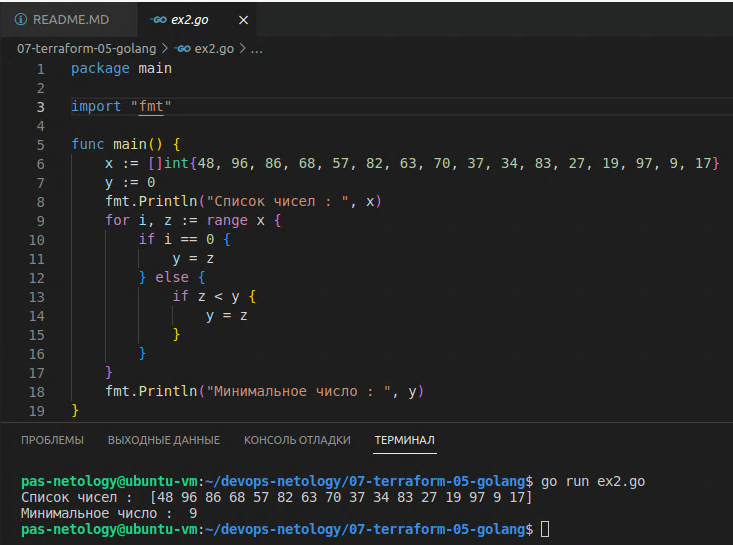 README.MD ex2.go
07-terraform-05-golang > ex2.go > ...
1 package main
2
3 import "fmt"
4
5 func main() {
6     x := []int{48, 96, 86, 68, 57, 82, 63, 70, 37, 34, 83, 27, 19, 97, 9, 17}
7     y := 0
8     fmt.Println("Список чисел : ", x)
9     for i, z := range x {
10         if i == 0 {
11             y = z
12         } else {
13             if z < y {
14                 y = z
15             }
16         }
17     }
18     fmt.Println("Минимальное число : ", y)
19 }
ПРОБЛЕМЫ ВЫХОДНЫЕ ДАННЫЕ КОНСОЛЬ ОТЛАДКИ ТЕРМИНАЛ
pas-netology@ubuntu-vm:~/devops-netology/07-terraform-05-golang$ go run ex2.go
Список чисел :  [48 96 86 68 57 82 63 70 37 34 83 27 19 97 9 17]
Минимальное число :  9
pas-netology@ubuntu-vm:~/devops-netology/07-terraform-05-golang$